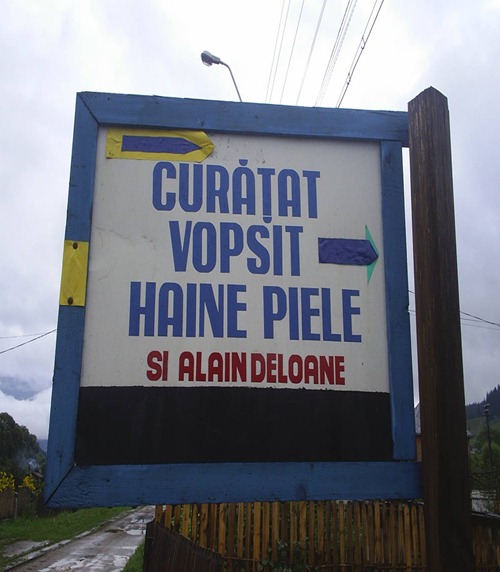 CURĂȚAT
VOPSIT
HAINE PIELE
SI ALAIN DELOANE